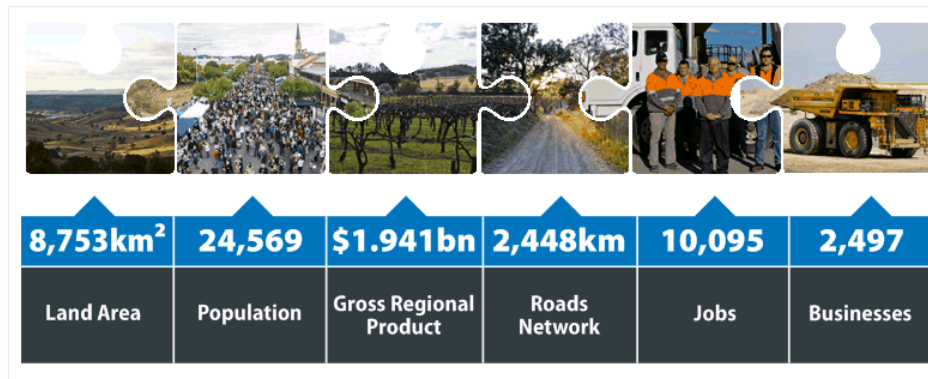 8,753km²
24,569
$1.941bn
2,448km
10,095
2,497
Land Area
Population
Gross Regional
Product
Roads
Network
Jobs
Businesses